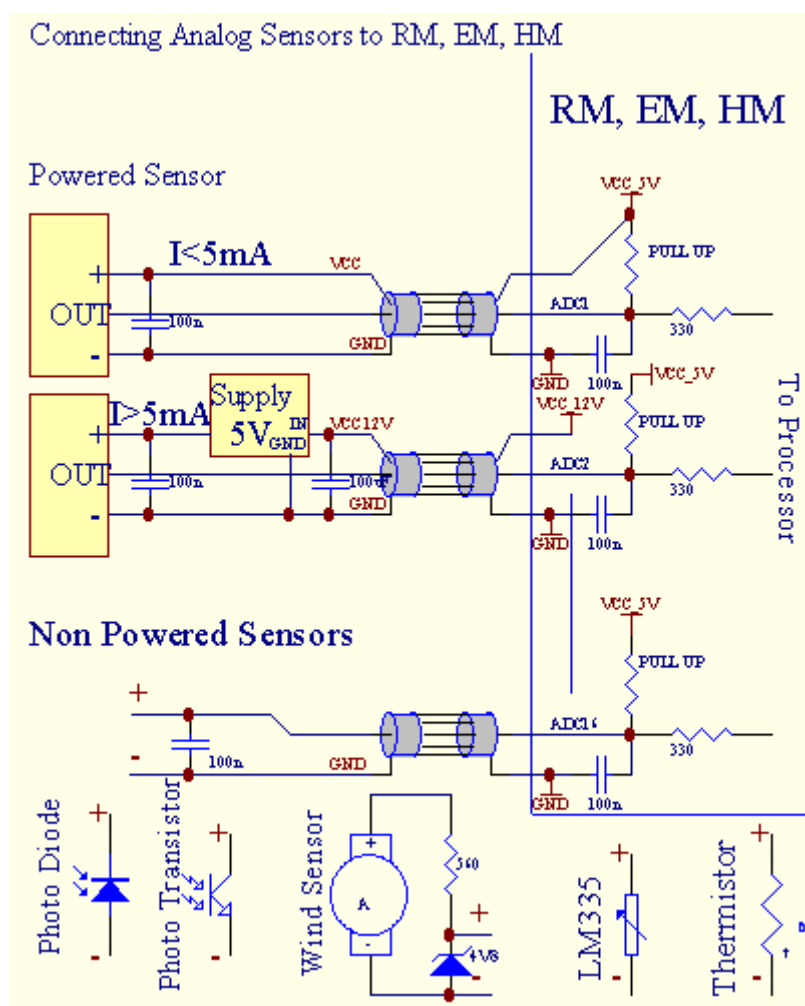 Connecting Analog Sensors to RM, EM, HM
RM, EM, HM
Powered Sensor
VCC_5V
+
I<5mA
VCC
PULL UP
OUT
100n
ADC1
330
-
GND
GND
100n
I>5mA
Supply
5V
IN
GND
VCC12V
VCC_12V
VCC_5V
PULL UP
+
OUT
100n
ADC2
330
-
GND
GND
100n
To Processor
Non Powered Sensors
VCC_5V
PULL UP
+
ADC16
330
-
100n
GND
GND
100n
Photo Diode
+
-
Photo Transistor
+
-
Wind Sensor
+
A
-
560
+
4V8
-
LM335
+
-
Thermistor
+
-
t